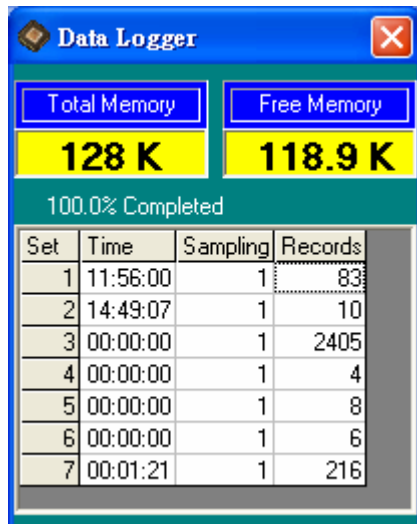 Data Logger
Total Memory Free Memory
128 K 118.9 K
100.0% Completed
Set Time Sampling Records
1 11:56:00 1 83
2 14:49:07 1 10
3 00:00:00 1 2405
4 00:00:00 1 4
5 00:00:00 1 8
6 00:00:00 1 6
7 00:01:21 1 216